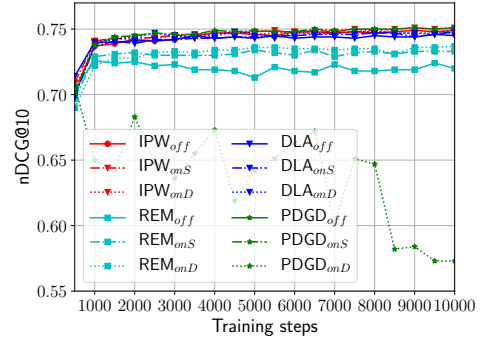 0.75
0.70
0.65
0.60
0.55
nDCG@10
IPW_off
IPW_onS
IPW_onD
REM_off
REM_onS
REM_onD
DLA_off
DLA_onS
DLA_onD
PDGD_off
PDGD_onS
PDGD_onD
1000 2000 3000 4000 5000 6000 7000 8000 9000 10000
Training steps